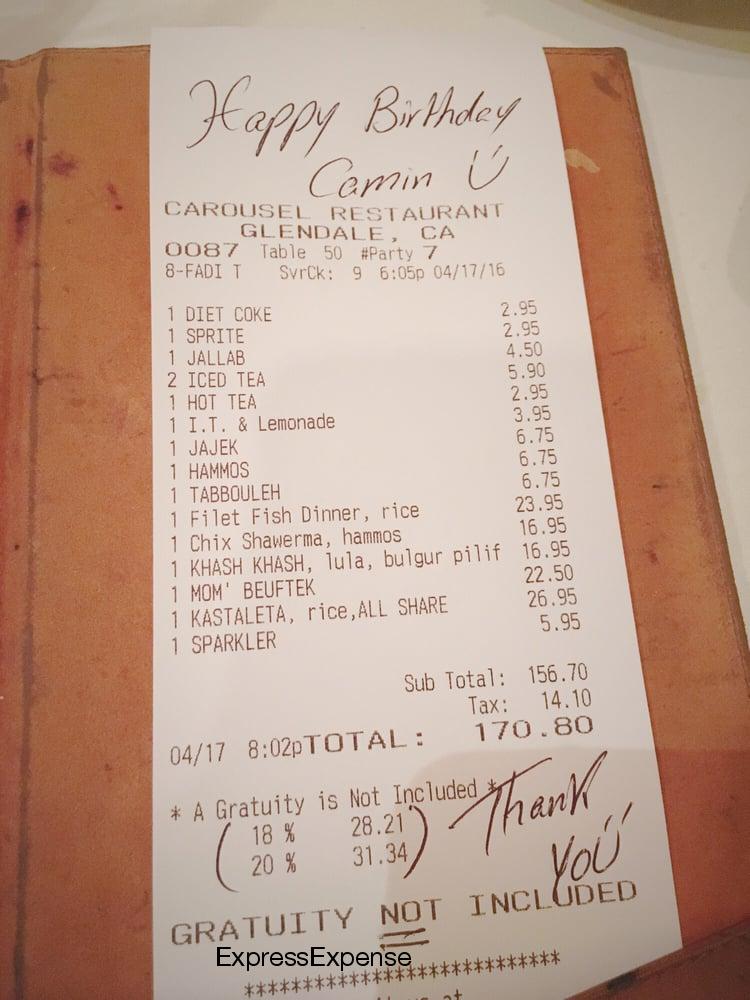 Happy Birthday
Camin Ü
CAROUSEL RESTAURANT
GLENDALE, CA
0087 Table 50 #Party 7
8-FADI T SvrCk: 9 6:05p 04/17/16
1 DIET COKE 2.95
1 SPRITE 2.95
1 JALLAB 4.50
2 ICED TEA 5.90
1 HOT TEA 2.95
1 I.T. & Lemonade 3.95
1 JAJEK 6.75
1 HAMMOS 6.75
1 TABBOULEH 6.75
1 Filet Fish Dinner, rice 23.95
1 Chix Shawerma, hammos 16.95
1 KHASH KHASH, lula, bulgur pilif 16.95
1 MOM' BEUFTEK 22.50
1 KASTALETA, rice,ALL SHARE 26.95
1 SPARKLER 5.95
Sub Total: 156.70
Tax: 14.10
04/17 8:02pTOTAL: 170.80
* A Gratuity is Not Included *
18 % 28.21
20 % 31.34
Thank
yoÜ
GRATUITY NOT INCLUDED
ExpressExpense
******************************